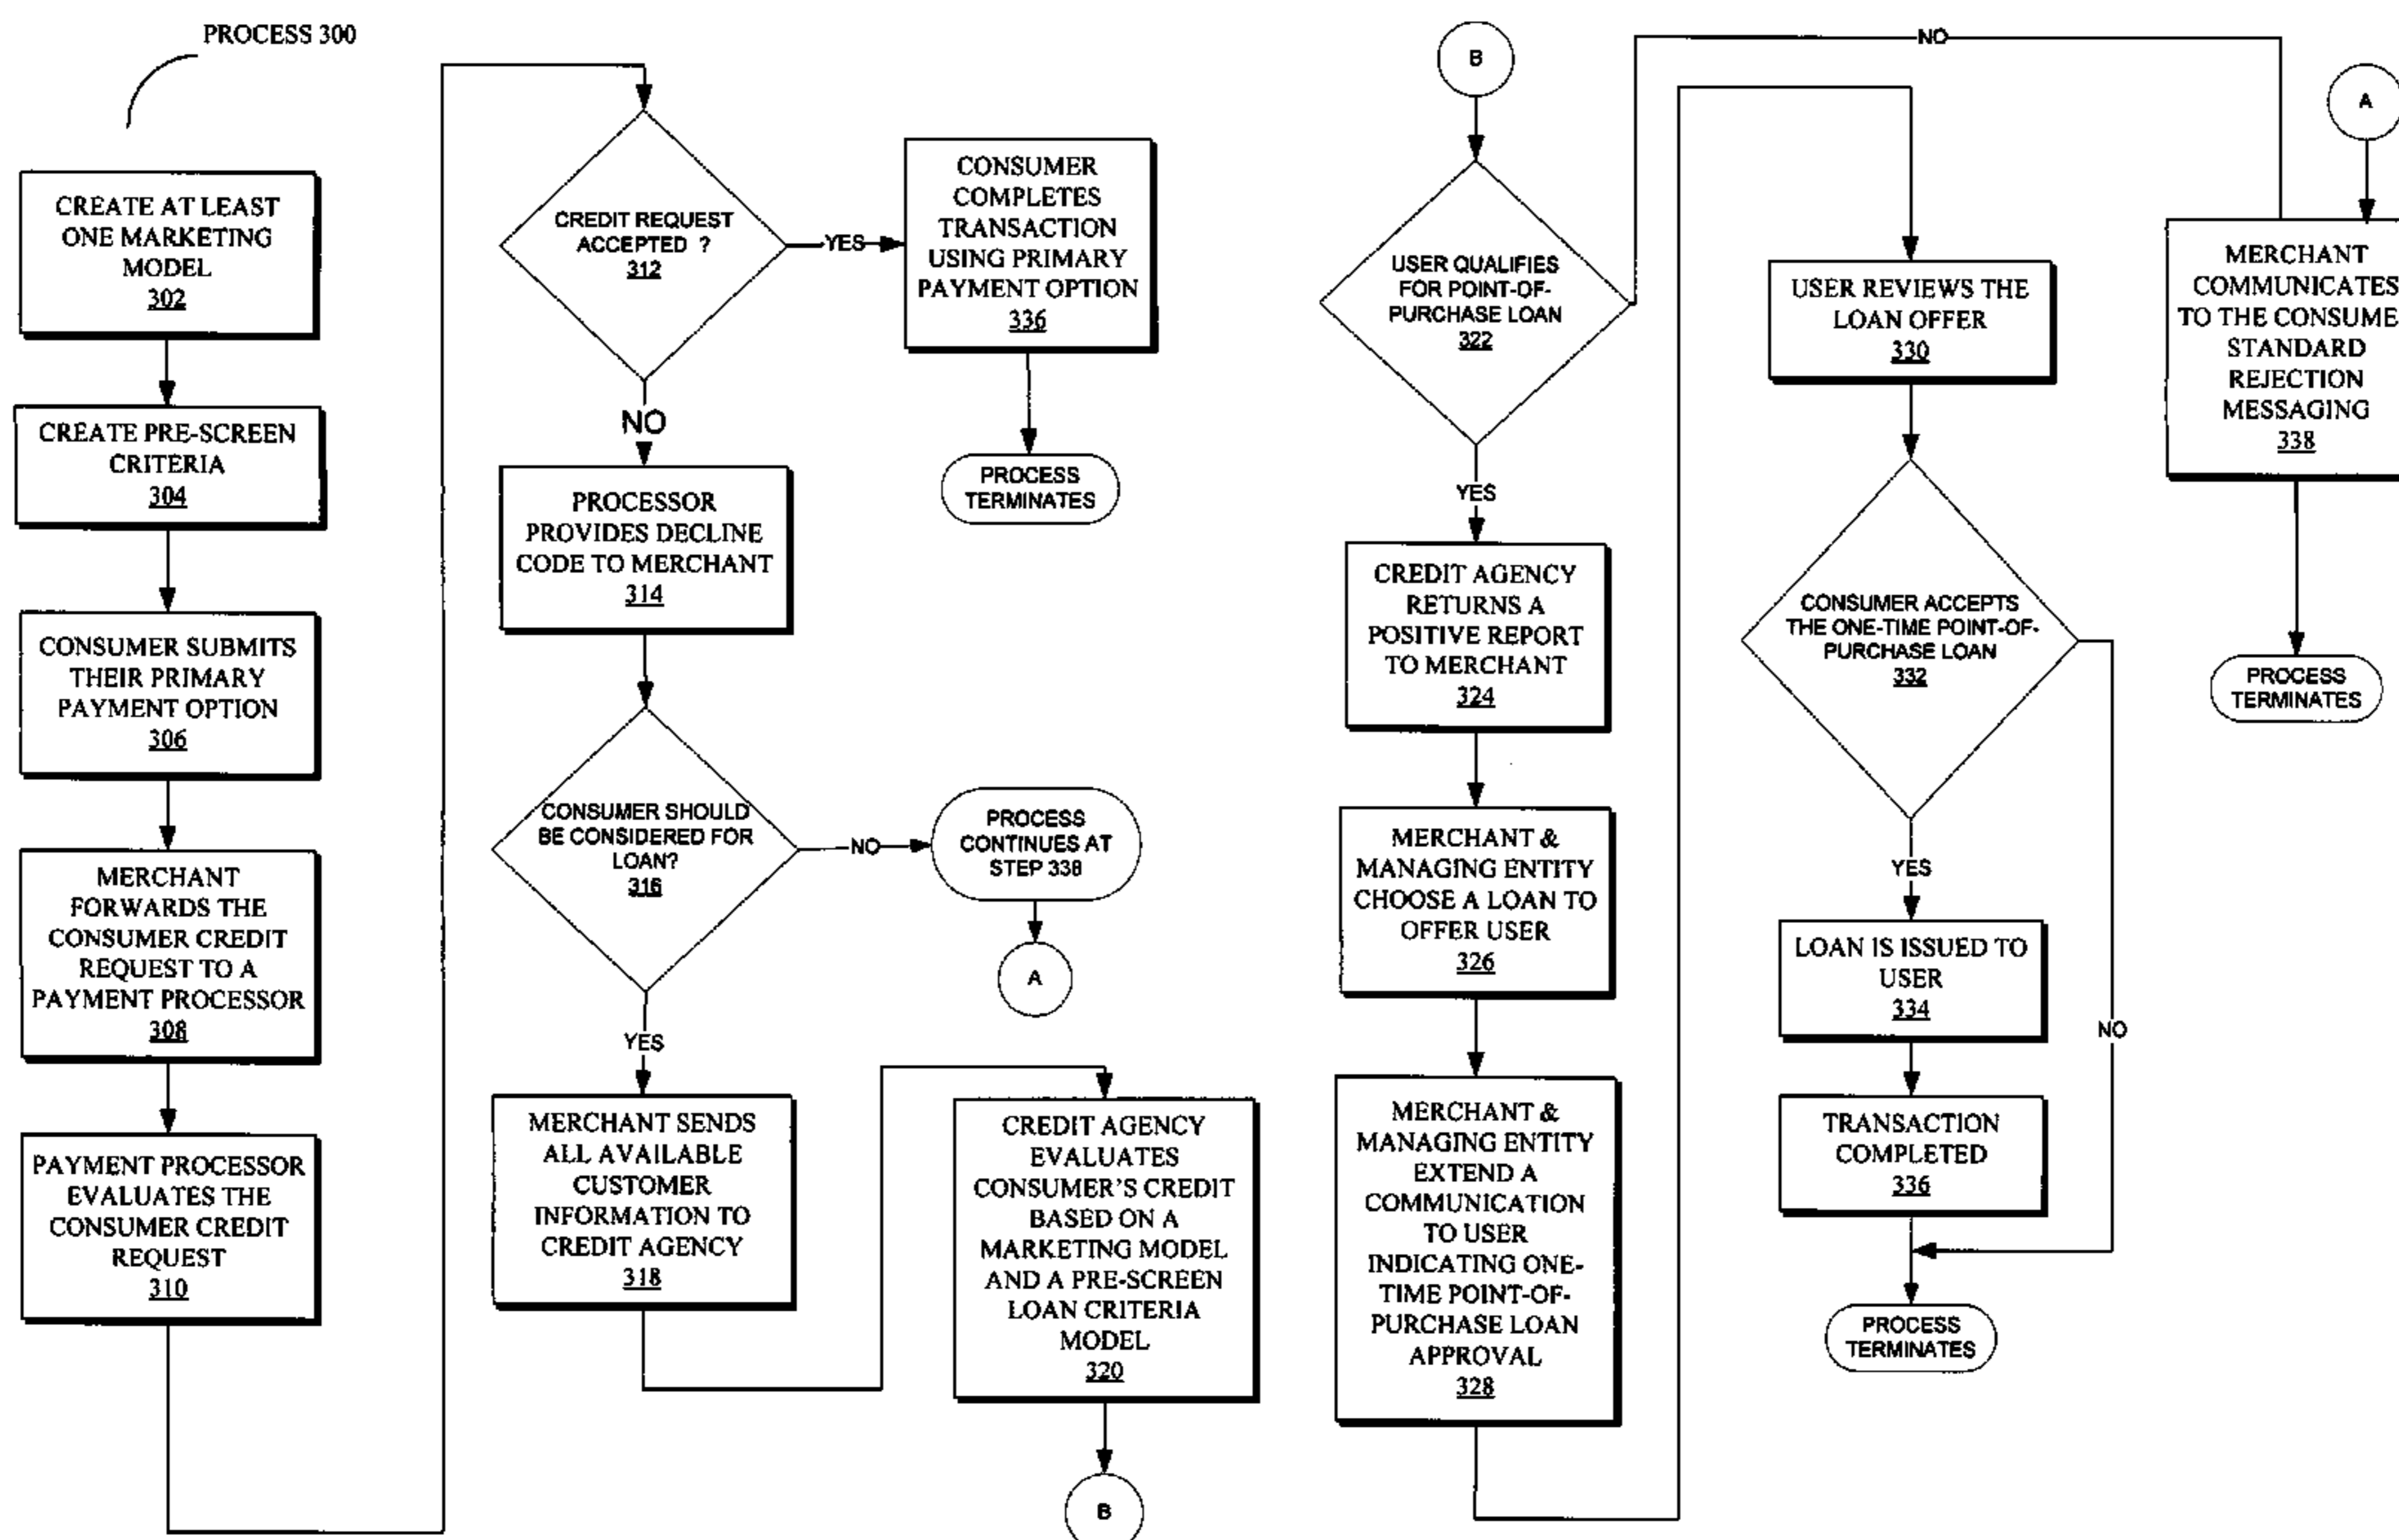 PROCESS 300
CREATE AT LEAST
ONE MARKETING
MODEL
302
CREATE PRE-SCREEN
CRITERIA
304
CONSUMER SUBMITS
THEIR PRIMARY
PAYMENT OPTION
306
MERCHANT
FORWARDS THE
CONSUMER CREDIT
REQUEST TO A
PAYMENT PROCESSOR
308
PAYMENT PROCESSOR
EVALUATES THE
CONSUMER CREDIT
REQUEST
310
CREDIT REQUEST
ACCEPTED ?
312
YES
CONSUMER
COMPLETES
TRANSACTION
USING PRIMARY
PAYMENT OPTION
336
PROCESS
TERMINATES
NO
PROCESSOR
PROVIDES DECLINE
CODE TO MERCHANT
314
CONSUMER SHOULD
BE CONSIDERED FOR
LOAN?
316
NO
PROCESS
CONTINUES AT
STEP 338
A
YES
MERCHANT SENDS
ALL AVAILABLE
CUSTOMER
INFORMATION TO
CREDIT AGENCY
318
CREDIT AGENCY
EVALUATES
CONSUMER'S CREDIT
BASED ON A
MARKETING MODEL
AND A PRE-SCREEN
LOAN CRITERIA
MODEL
320
B
B
USER QUALIFIES
FOR POINT-OF-
PURCHASE LOAN
322
NO
YES
CREDIT AGENCY
RETURNS A
POSITIVE REPORT
TO MERCHANT
324
MERCHANT &
MANAGING ENTITY
CHOOSE A LOAN TO
OFFER USER
326
MERCHANT &
MANAGING ENTITY
EXTEND A
COMMUNICATION
TO USER
INDICATING ONE-
TIME POINT-OF-
PURCHASE LOAN
APPROVAL
328
USER REVIEWS THE
LOAN OFFER
330
CONSUMER ACCEPTS
THE ONE-TIME POINT-OF-
PURCHASE LOAN
332
YES
NO
LOAN IS ISSUED TO
USER
334
TRANSACTION
COMPLETED
336
PROCESS
TERMINATES
A
MERCHANT
COMMUNICATES
TO THE CONSUME
STANDARD
REJECTION
MESSAGING
338
PROCESS
TERMINATES